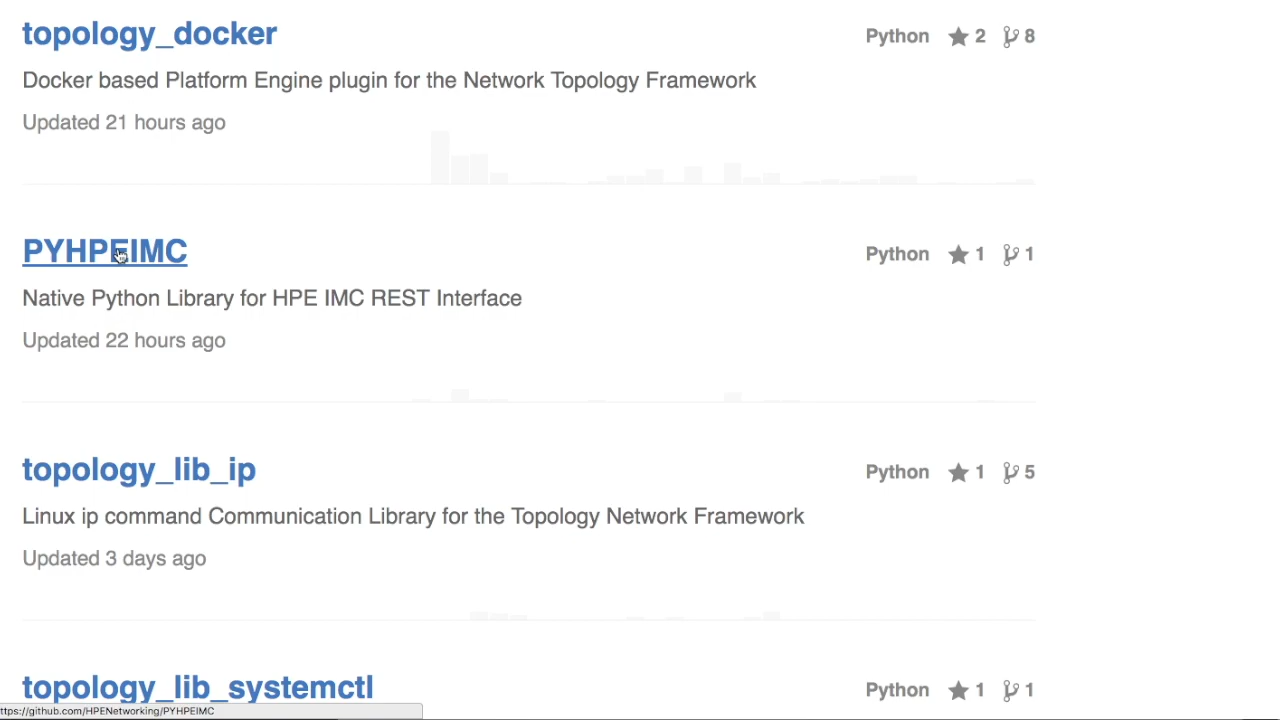 topology_docker
Python 2 8
Docker based Platform Engine plugin for the Network Topology Framework
Updated 21 hours ago
PYHPEIMC
Python 1 1
Native Python Library for HPE IMC REST Interface
Updated 22 hours ago
topology_lib_ip
Python 1 5
Linux ip command Communication Library for the Topology Network Framework
Updated 3 days ago
topology_lib_systemctl
Python 1 1
ttps://github.com/HPENetworking/PYHPEIMC